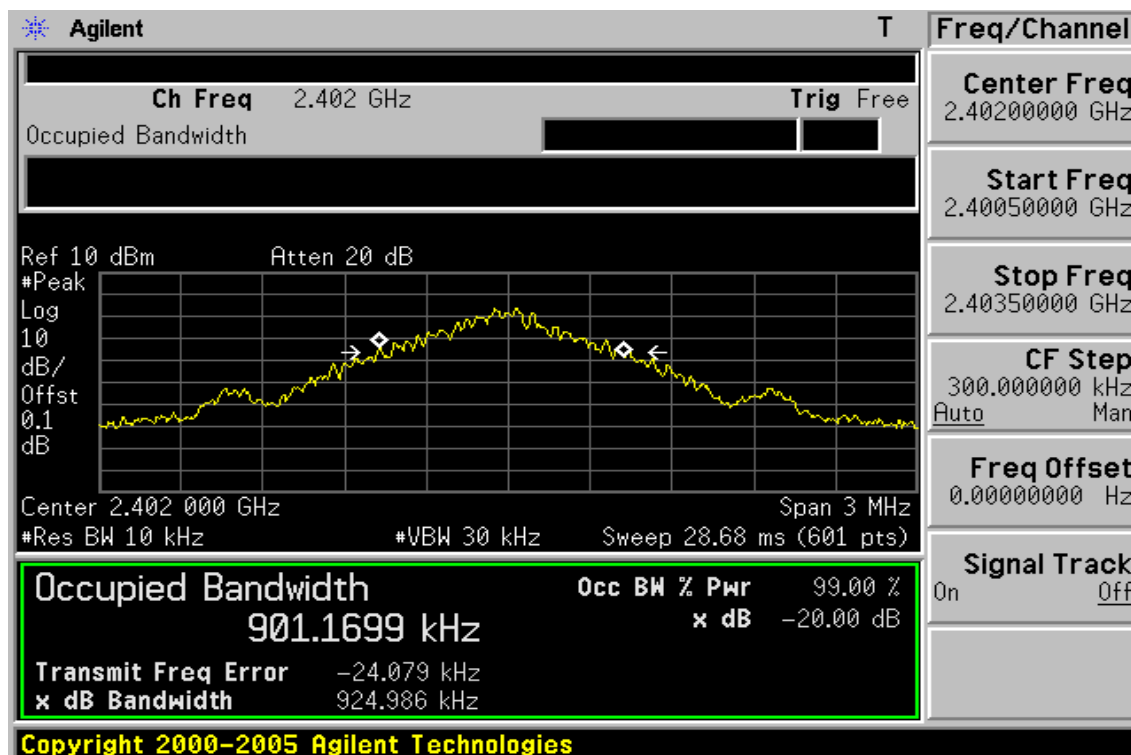 Agilent T
Ch Freq 2.402 GHz Trig Free
Occupied Bandwidth
Ref 10 dBm Atten 20 dB
#Peak
Log
10
dB/
Offst
0.1
dB
Center 2.402 000 GHz Span 3 MHz
#Res BW 10 kHz #VBW 30 kHz Sweep 28.68 ms (601 pts)
Occupied Bandwidth
901.1699 kHz
Occ BW % Pwr 99.00 %
x dB -20.00 dB
Transmit Freq Error -24.079 kHz
x dB Bandwidth 924.986 kHz
Copyright 2000-2005 Agilent Technologies
Freq/Channel
Center Freq
2.40200000 GHz
Start Freq
2.40050000 GHz
Stop Freq
2.40350000 GHz
CF Step
300.000000 kHz
Auto Man
Freq Offset
0.00000000 Hz
Signal Track
On Off